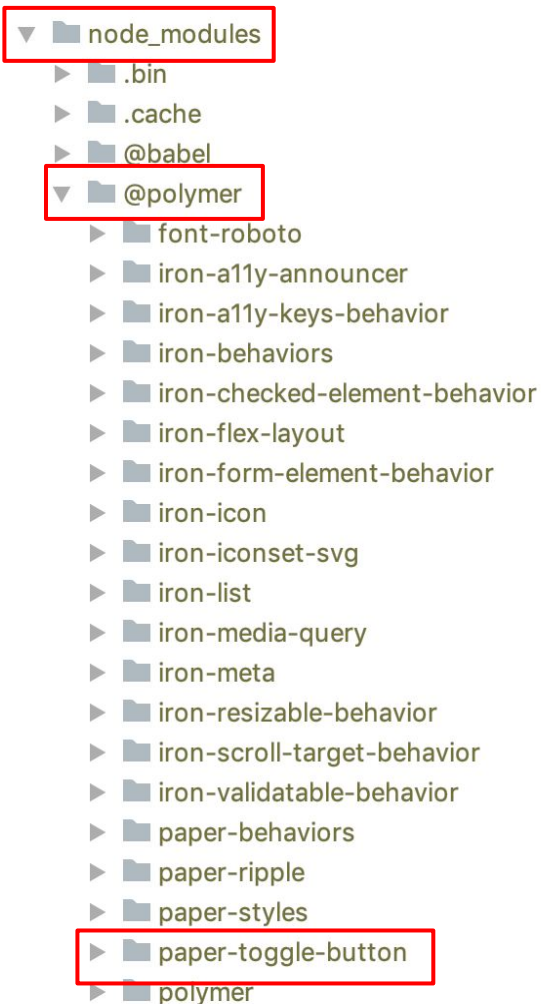 node_modules
.bin
.cache
@babel
@polymer
font-roboto
iron-a11y-announcer
iron-a11y-keys-behavior
iron-behaviors
iron-checked-element-behavior
iron-flex-layout
iron-form-element-behavior
iron-icon
iron-iconset-svg
iron-list
iron-media-query
iron-meta
iron-resizable-behavior
iron-scroll-target-behavior
iron-validatable-behavior
paper-behaviors
paper-ripple
paper-styles
paper-toggle-button
polymer